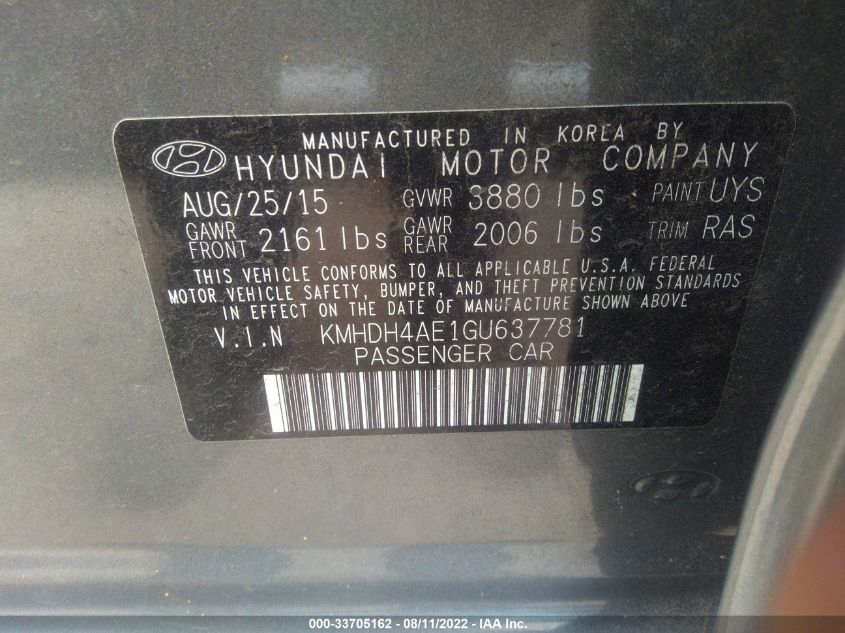 MANUFACTURED IN KOREA BY
HYUNDAI MOTOR COMPANY
AUG/25/15 GVWR 3880 lbs PAINT UYS
GAWR FRONT 2161 lbs GAWR REAR 2006 lbs TRIM RAS
THIS VEHICLE CONFORMS TO ALL APPLICABLE U.S.A. FEDERAL
MOTOR VEHICLE SAFETY, BUMPER, AND THEFT PREVENTION STANDARDS
IN EFFECT ON THE DATE OF MANUFACTURE SHOWN ABOVE
V.I.N KMHDH4AE1GU637781
PASSENGER CAR
000-33705162 - 08/11/2022 - IAA Inc.